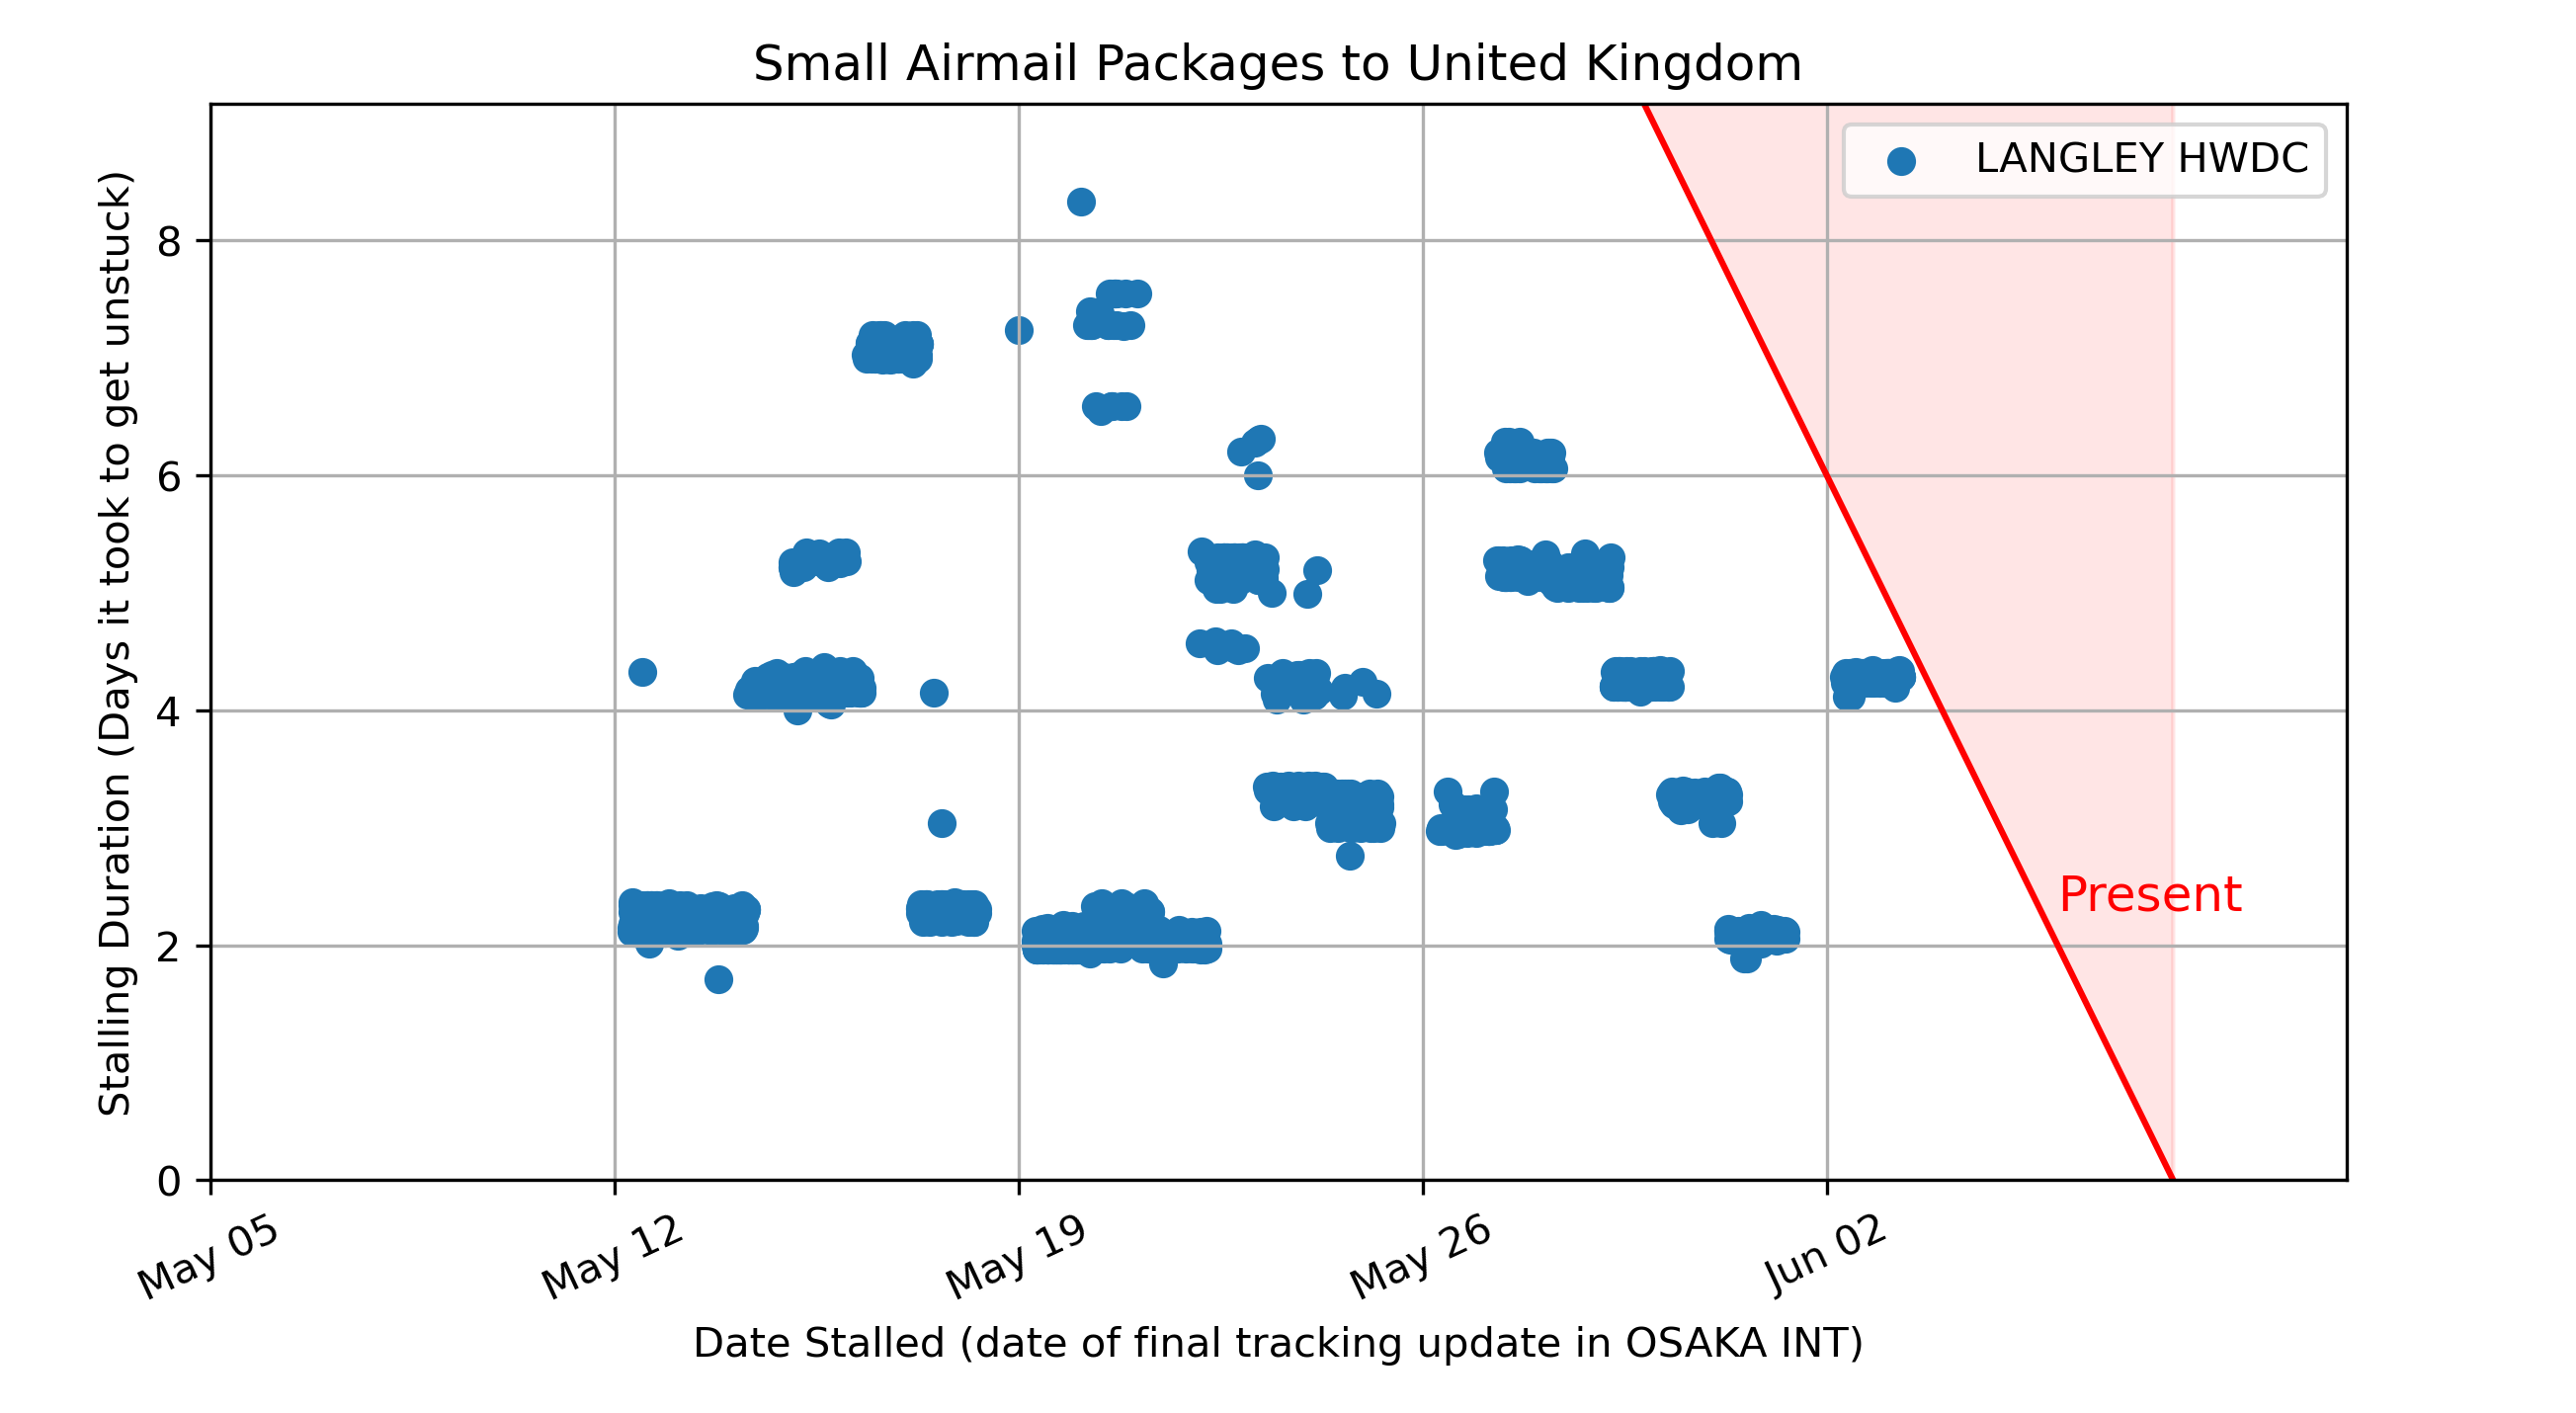 Small Airmail Packages to United Kingdom
LANGLEY HWDC
Stalling Duration (Days it took to get unstuck)
8
6
4
2
0
Present
May 05
May 12
May 19
May 26
Jun 02
Date Stalled (date of final tracking update in OSAKA INT)